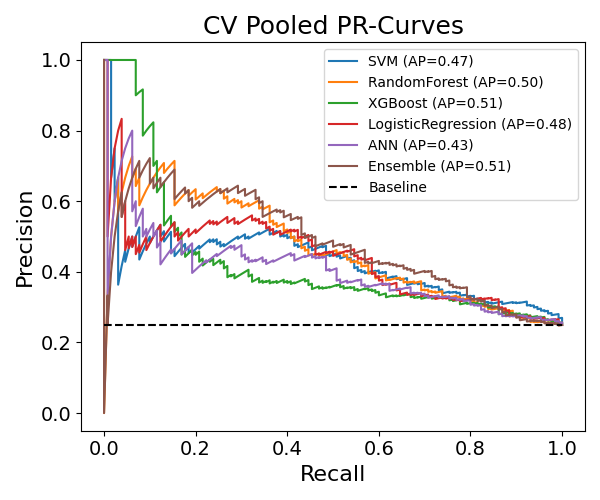 CV Pooled PR-Curves
1.0
0.8
0.6
0.4
0.2
0.0
Precision
SVM (AP=0.47)
RandomForest (AP=0.50)
XGBoost (AP=0.51)
LogisticRegression (AP=0.48)
ANN (AP=0.43)
Ensemble (AP=0.51)
Baseline
0.0 0.2 0.4 0.6 0.8 1.0
Recall